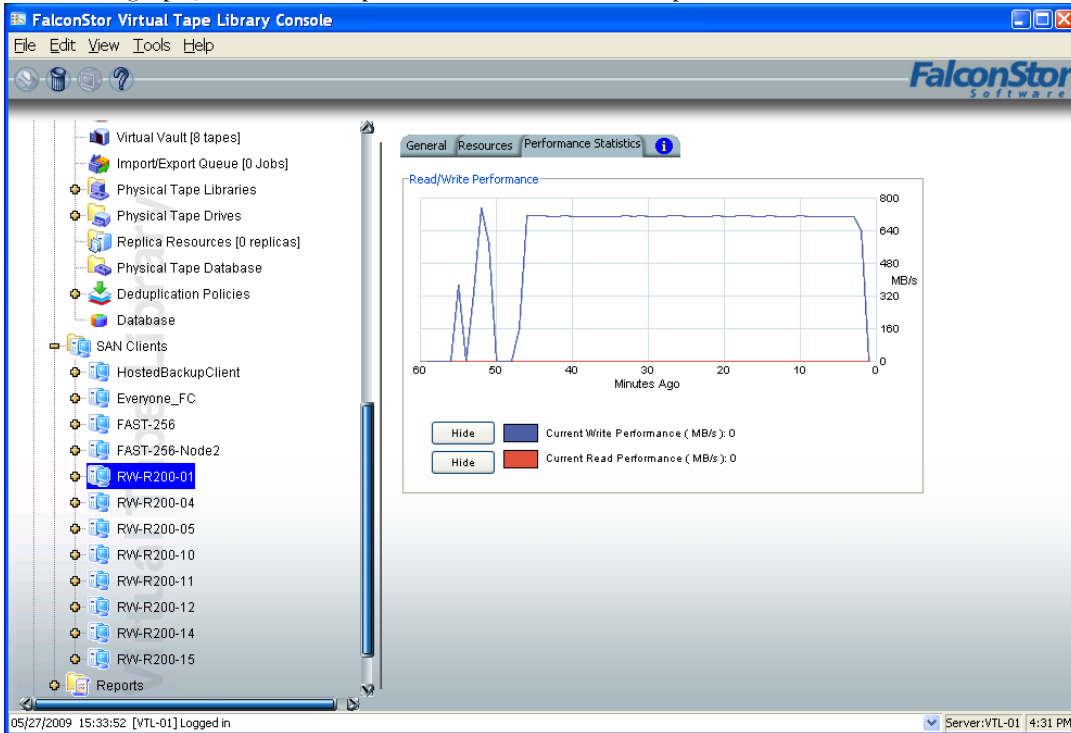 FalconStor Virtual Tape Library Console
File Edit View Tools Help
FalconStor
Software
Virtual Vault [8 tapes]
Import/Export Queue [0 Jobs]
Physical Tape Libraries
Physical Tape Drives
Replica Resources [0 replicas]
Physical Tape Database
Deduplication Policies
Database
SAN Clients
HostedBackupClient
Everyone_FC
FAST-256
FAST-256-Node2
RW-R200-01
RW-R200-04
RW-R200-05
RW-R200-10
RW-R200-11
RW-R200-12
RW-R200-14
RW-R200-15
Reports
Virtual Tape Library
General Resources Performance Statistics
Read/Write Performance
800
640
480
MB/s
320
160
0
60 50 40 30 20 10 0
Minutes Ago
Hide Current Write Performance ( MB/s ): 0
Hide Current Read Performance ( MB/s ): 0
05/27/2009 15:33:52 [VTL-01] Logged in Server:VTL-01 4:31 PM